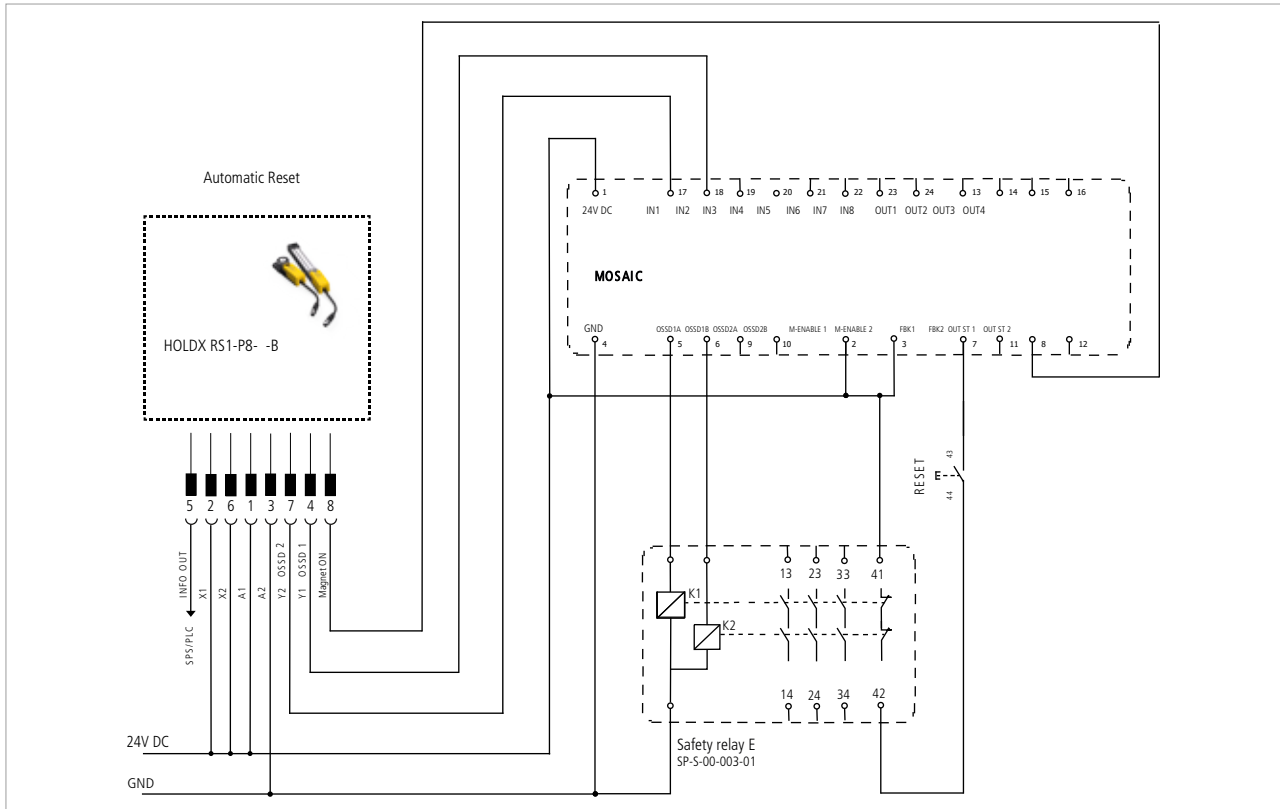 Automatic Reset
HOLDX RS1-P8- -B
5 2 6 1 3 7 4 8
INFO OUT
X1
X2
A1
A2
Y2 OSSD 2
Y1 OSSD 1
Magnet ON
SPS/PLC
24V DC
GND
1 17 18 19 20 21 22 23 24 13 14 15 16
24V DC IN1 IN2 IN3 IN4 IN5 IN6 IN7 IN8 OUT1 OUT2 OUT3 OUT4
MOSAIC
GND OSSD1A OSSD1B OSSD2A OSSD2B M-ENABLE 1 M-ENABLE 2 FBK1 FBK2 OUT ST 1 OUT ST 2
4 5 6 9 10 2 3 7 11 8 12
RESET
E
43
44
13 23 33 41
K1
K2
14 24 34 42
Safety relay E
SP-S-00-003-01